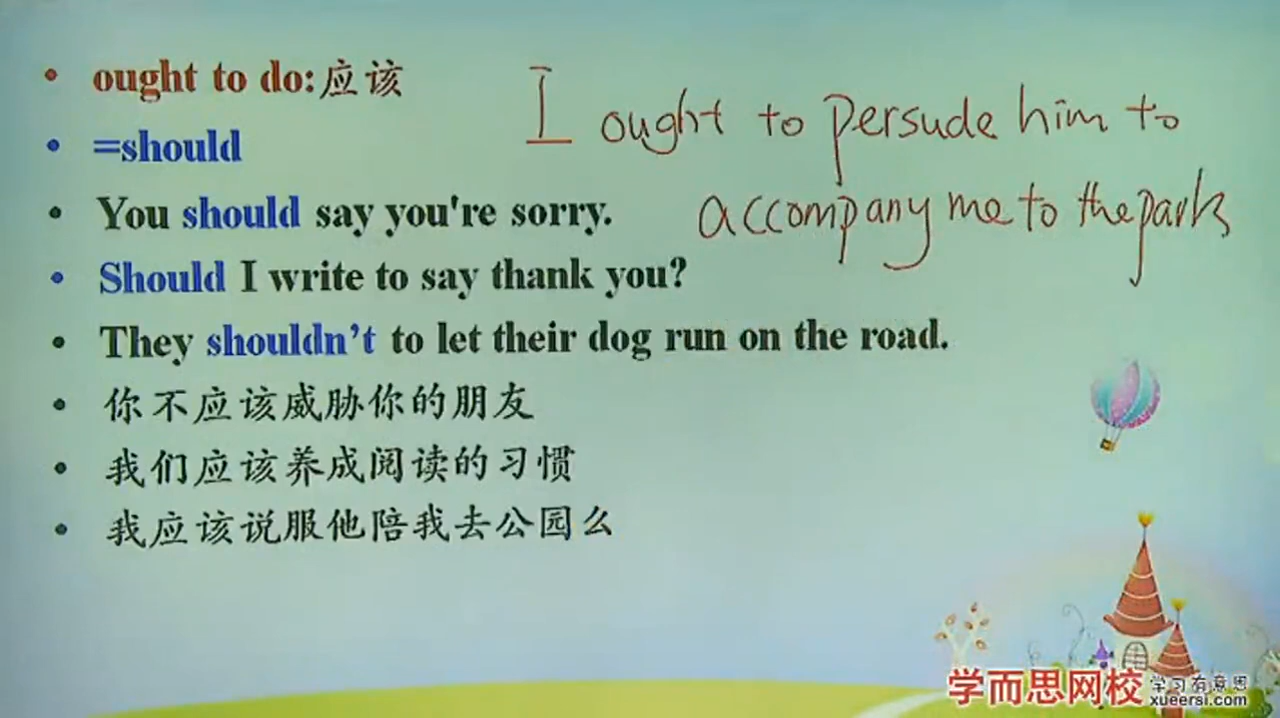 ought to do:应该
I ought to persude him to
=should
accompany me to the park
You should say you're sorry.
Should I write to say thank you?
They shouldn't to let their dog run on the road.
你不应该威胁你的朋友
我们应该养成阅读的习惯
我应该说服他陪我去公园么
学而思网校 学习有意思
xueersi.com